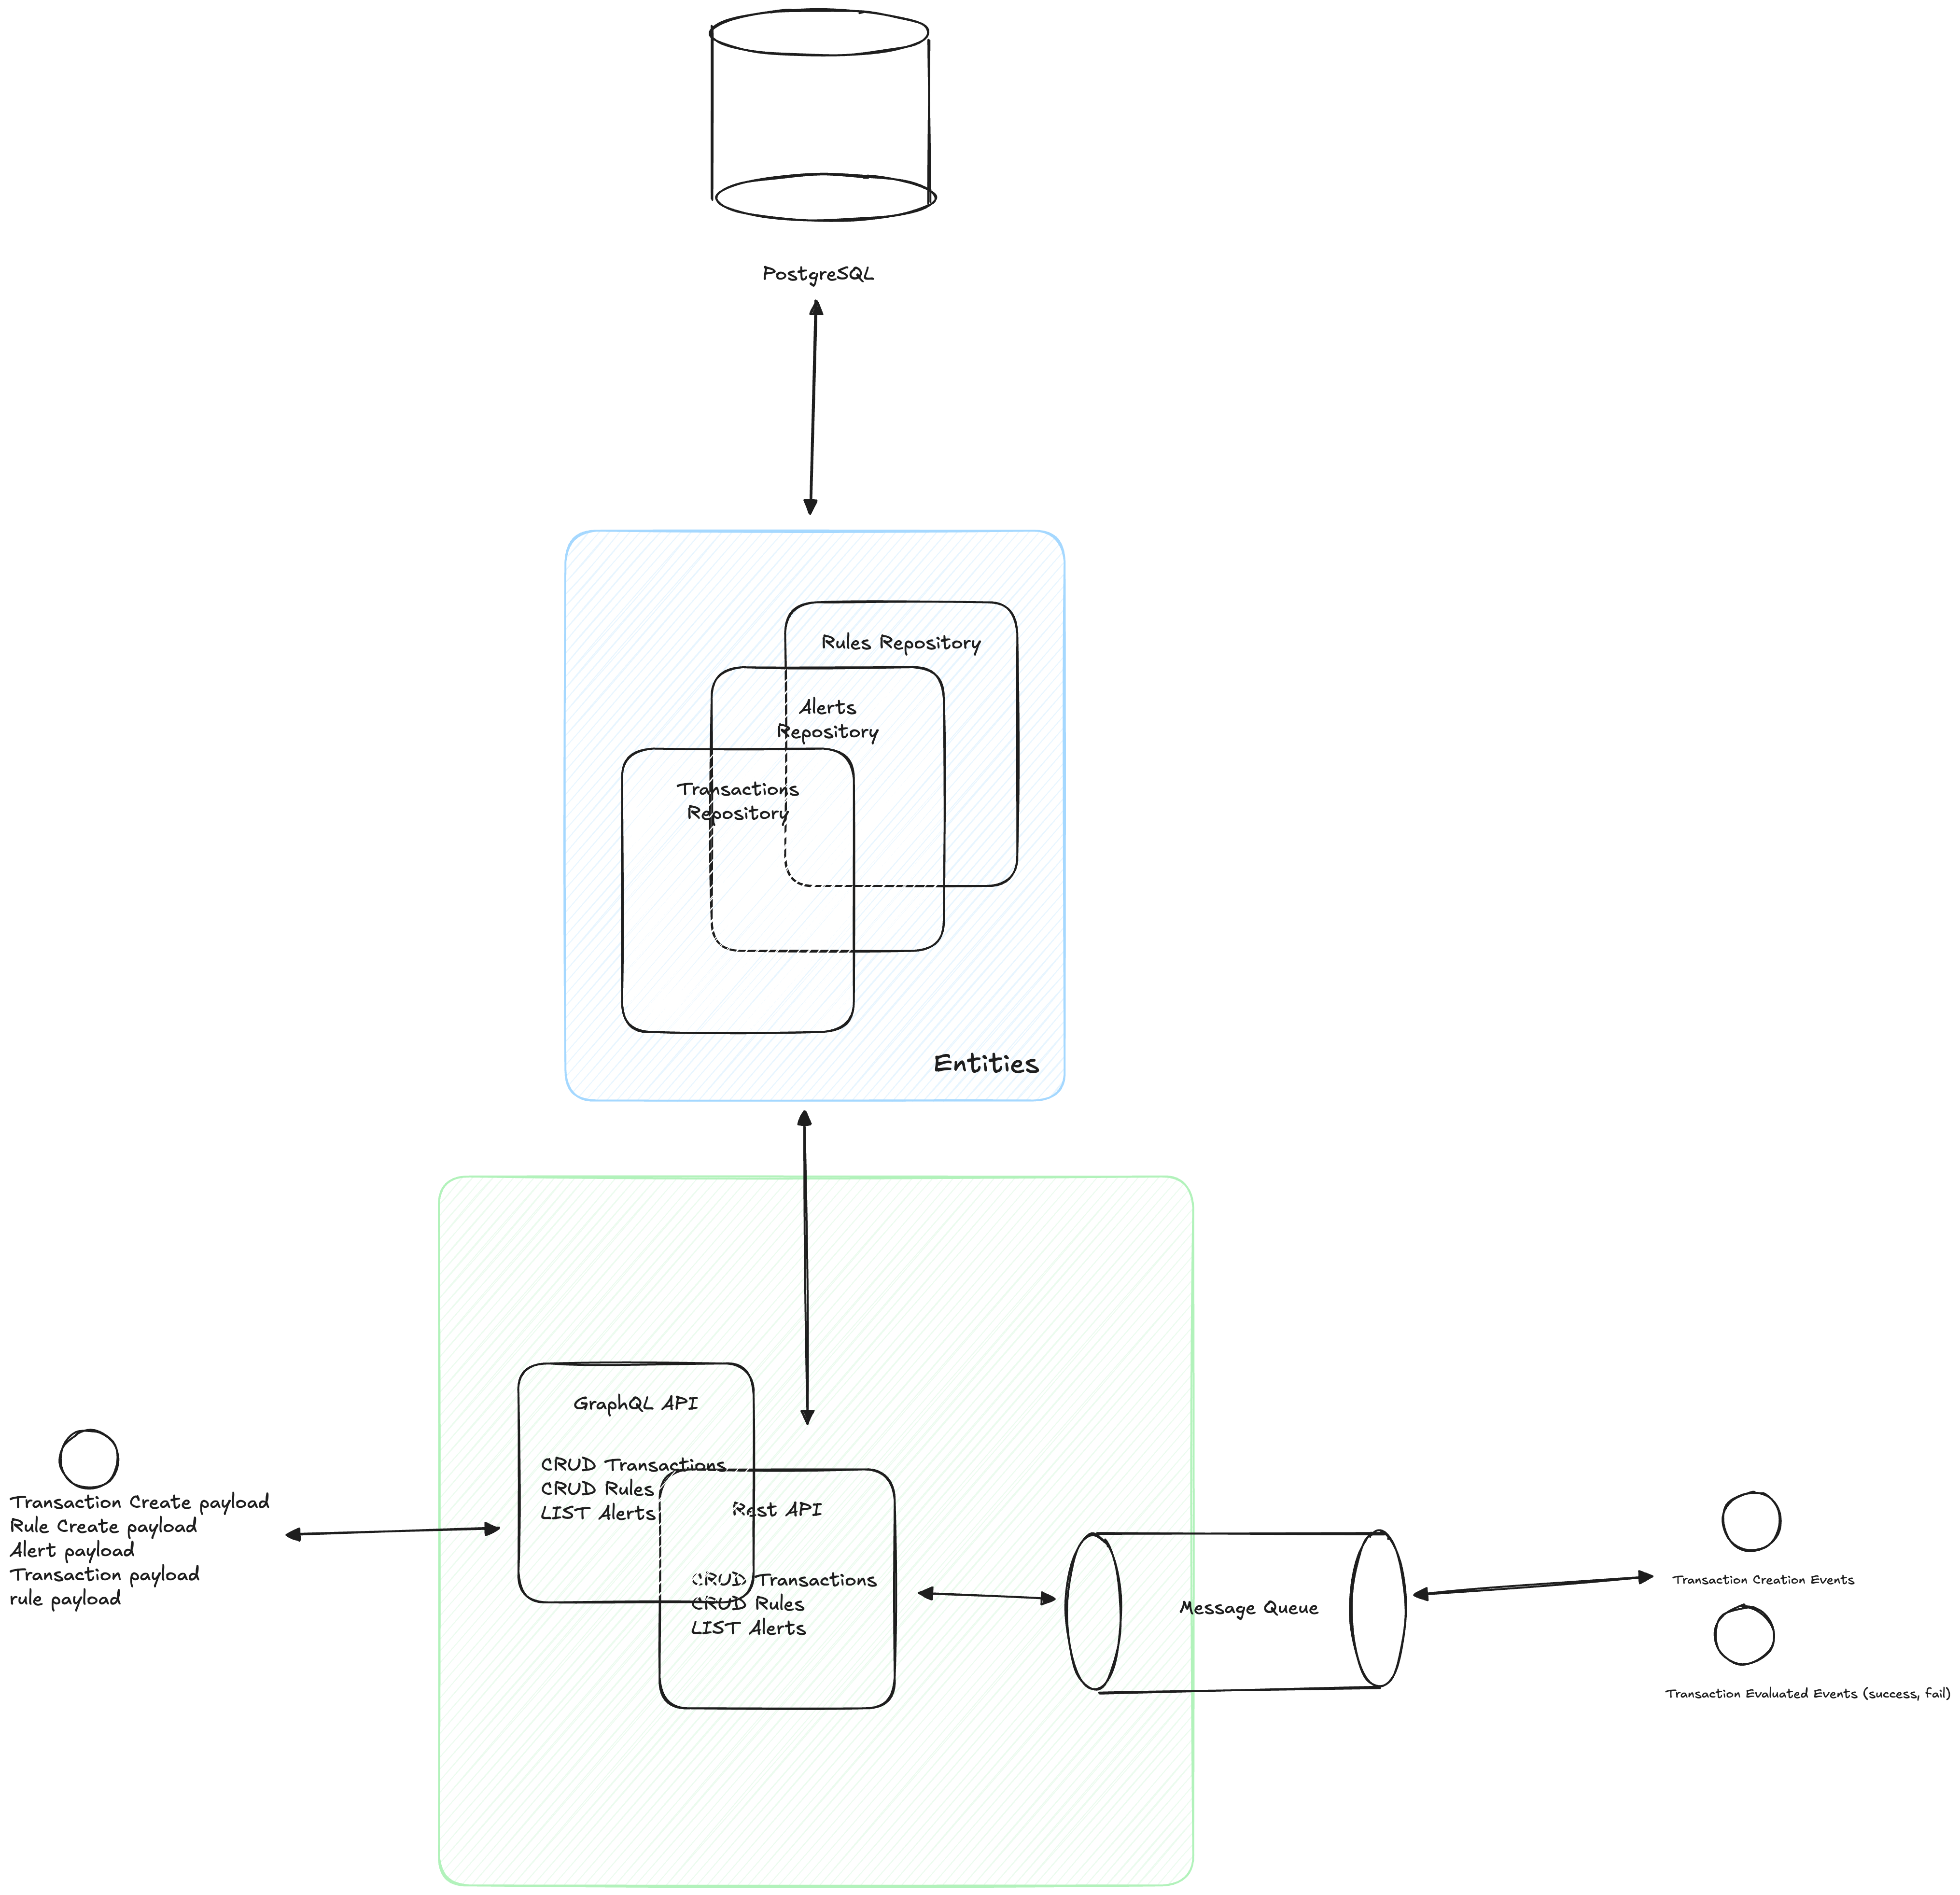 PostgreSQL
Rules Repository
Alerts
Repository
Transactions
Repository
Entities
GraphQL API
CRUD Transactions
CRUD Rules
LIST Alerts
Rest API
CRUD Transactions
CRUD Rules
LIST Alerts
Transaction Create payload
Rule Create payload
Alert payload
Transaction payload
rule payload
Message Queue
Transaction Creation Events
Transaction Evaluated Events (success, fail)